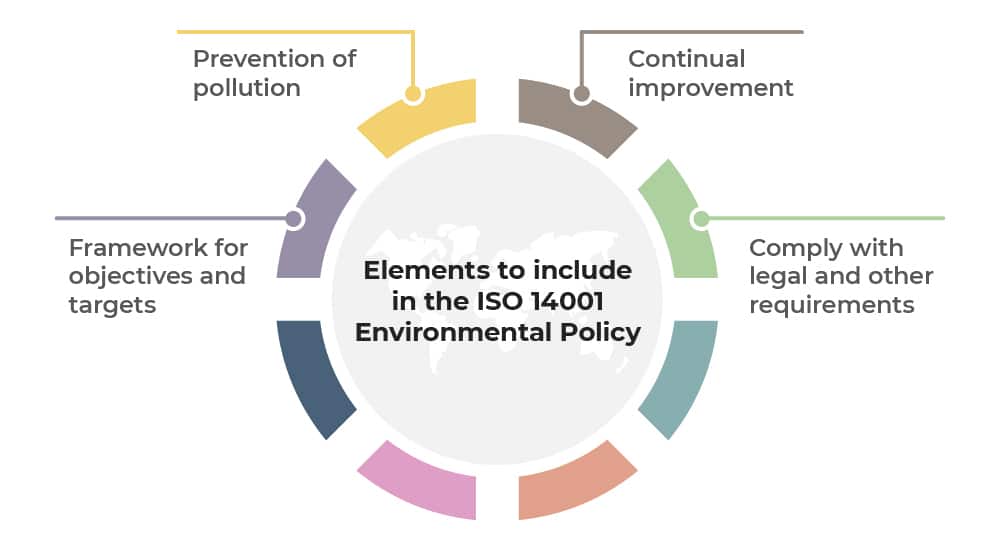 Prevention of
pollution
Continual
improvement
Framework for
objectives and
targets
Elements to include
in the ISO 14001
Environmental Policy
Comply with
legal and other
requirements